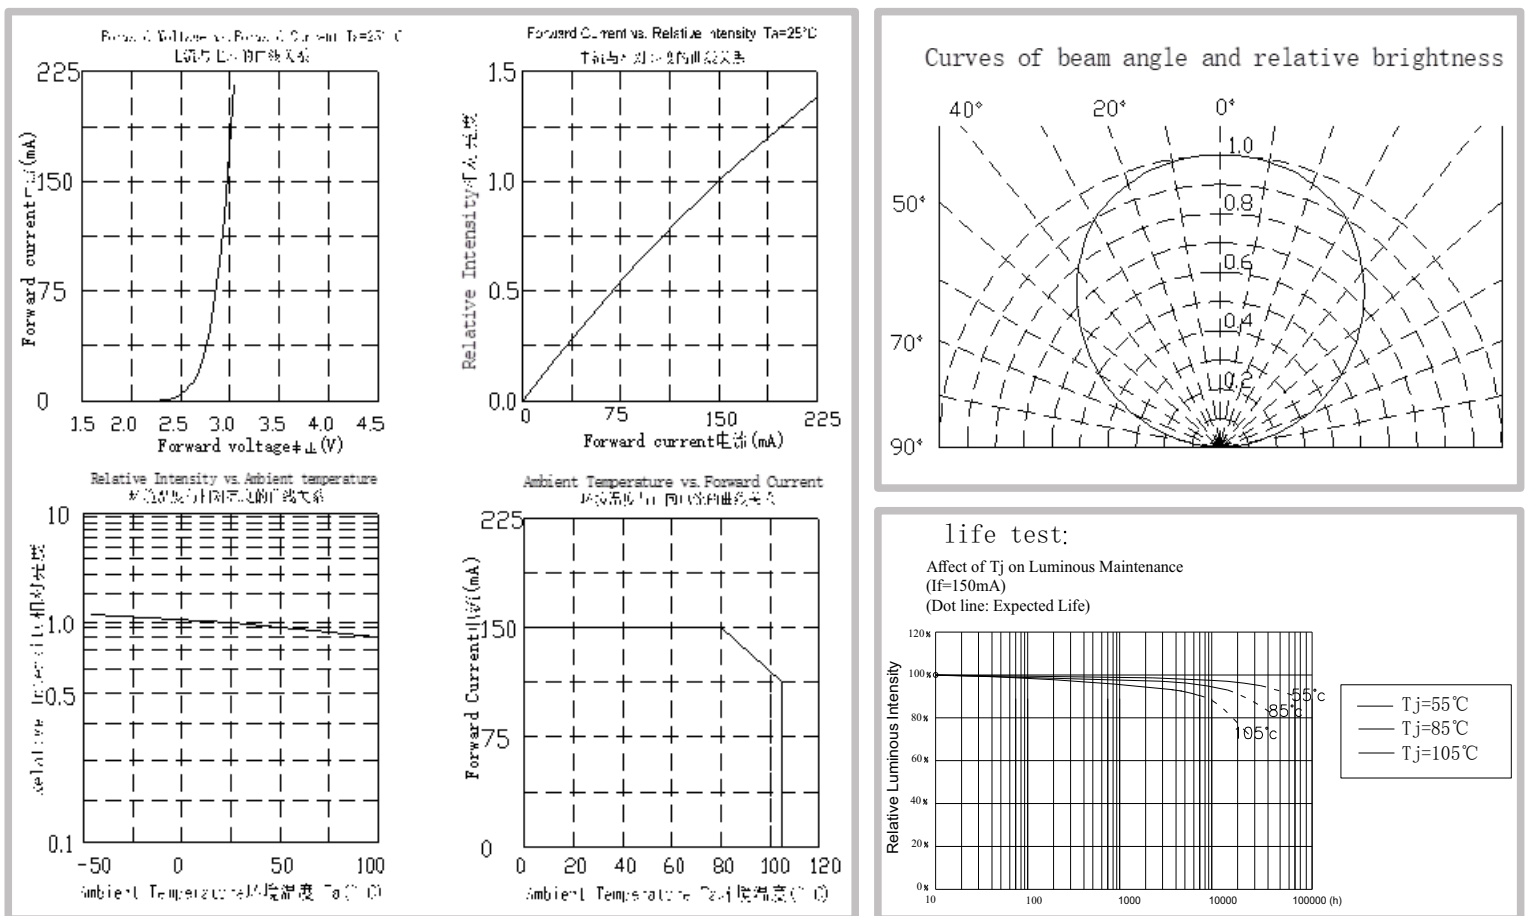 Ta=25°C
225
150
75
0
1.5 2.0 2.5 3.0 3.5 4.0 4.5
Forward current (mA)
Forward voltage (V)
Forward Current vs. Relative Intensity Ta=25°C
1.5
1.0
0.5
0.0
0 75 150 225
Relative Intensity
Forward current电流(mA)
Relative Intensity vs. Ambient temperature
10
1.0
0.5
0.1
-50 0 50 100
Ambient Temperature
Ambient Temperature vs. Forward Current
225
150
75
0
0 20 40 60 80 100 120
Forward Current (mA)
Ambient Temperature
Curves of beam angle and relative brightness
40° 20° 0°
50°
70°
90°
1.0
0.8
0.6
0.4
0.2
life test:
Affect of Tj on Luminous Maintenance
(If=150mA)
(Dot line: Expected Life)
120%
100%
80%
60%
40%
20%
0%
10 100 1000 10000 100000 (h)
Relative Luminous Intensity
55°c
85°c
105°c
Tj=55℃
Tj=85℃
Tj=105℃